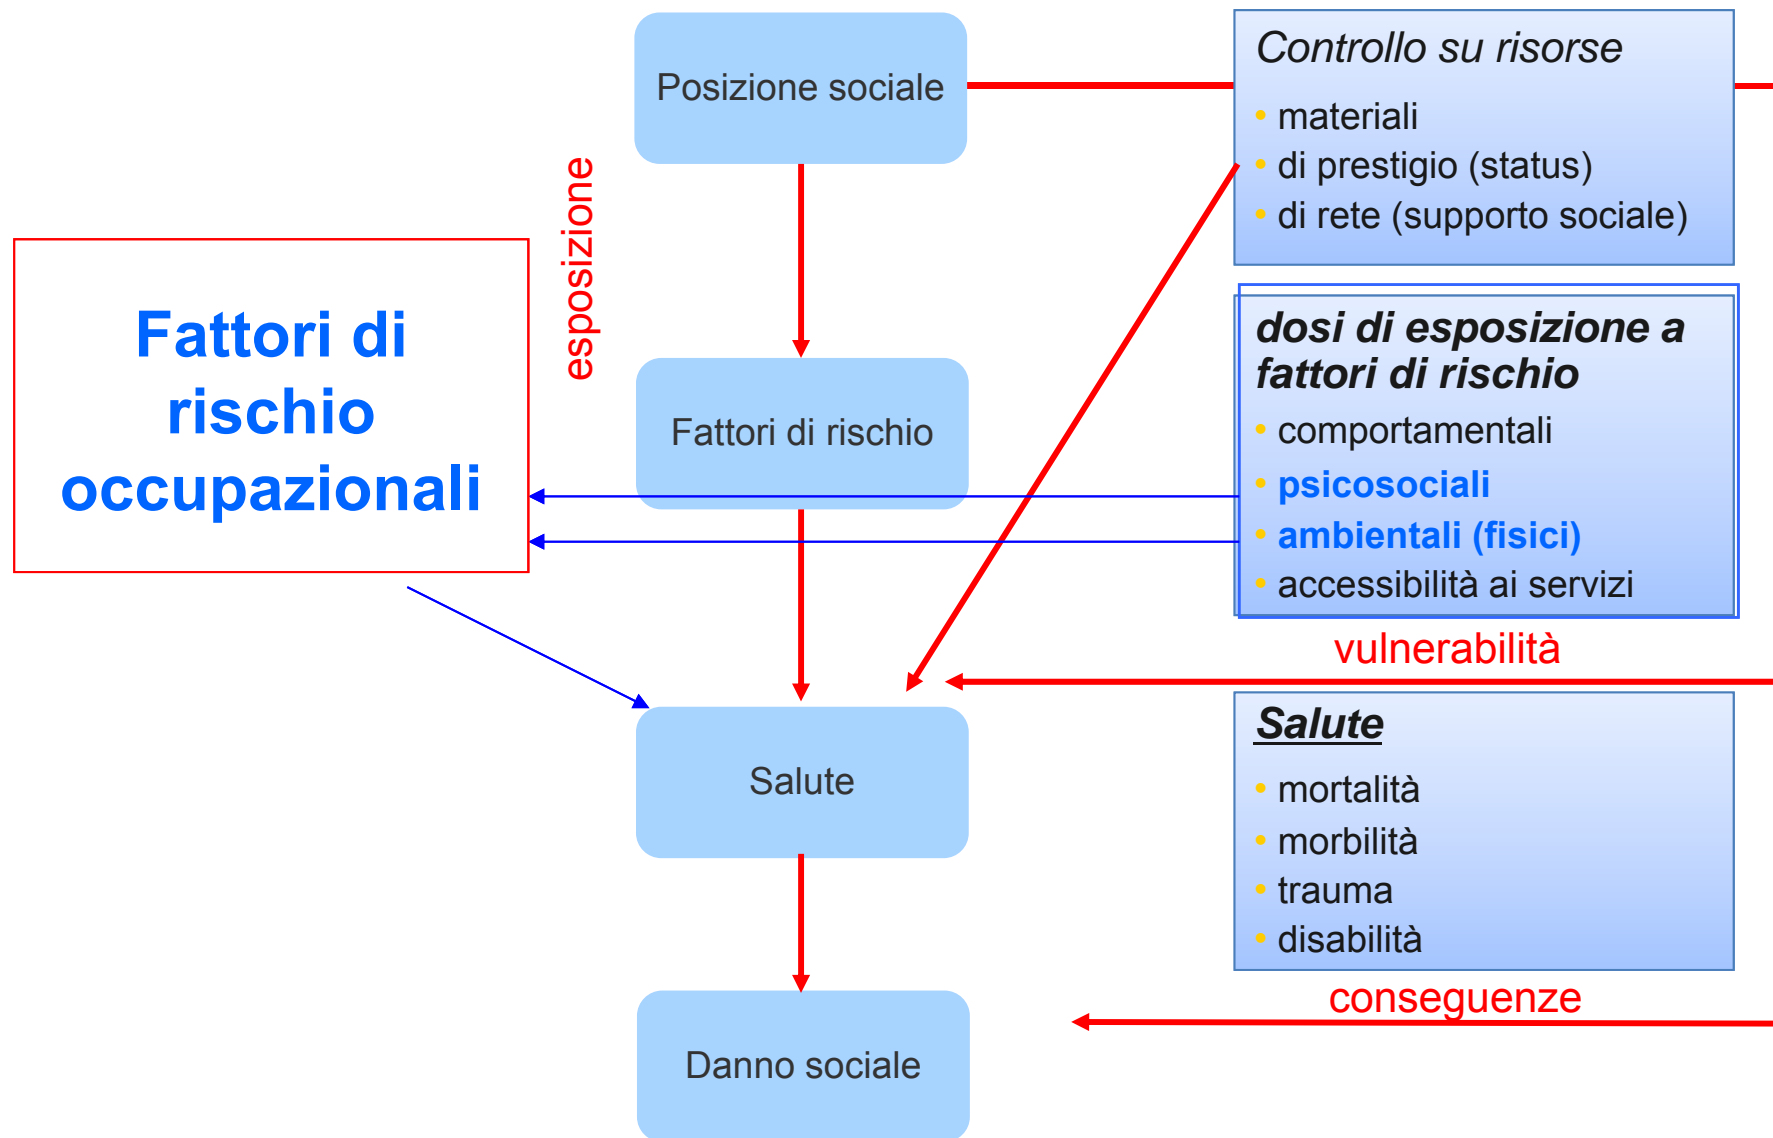 Posizione sociale
Controllo su risorse
materiali
di prestigio (status)
di rete (supporto sociale)
esposizione
Fattori di
rischio
occupazionali
Fattori di rischio
dosi di esposizione a
fattori di rischio
comportamentali
psicosociali
ambientali (fisici)
accessibilità ai servizi
vulnerabilità
Salute
Salute
mortalità
morbilità
trauma
disabilità
conseguenze
Danno sociale